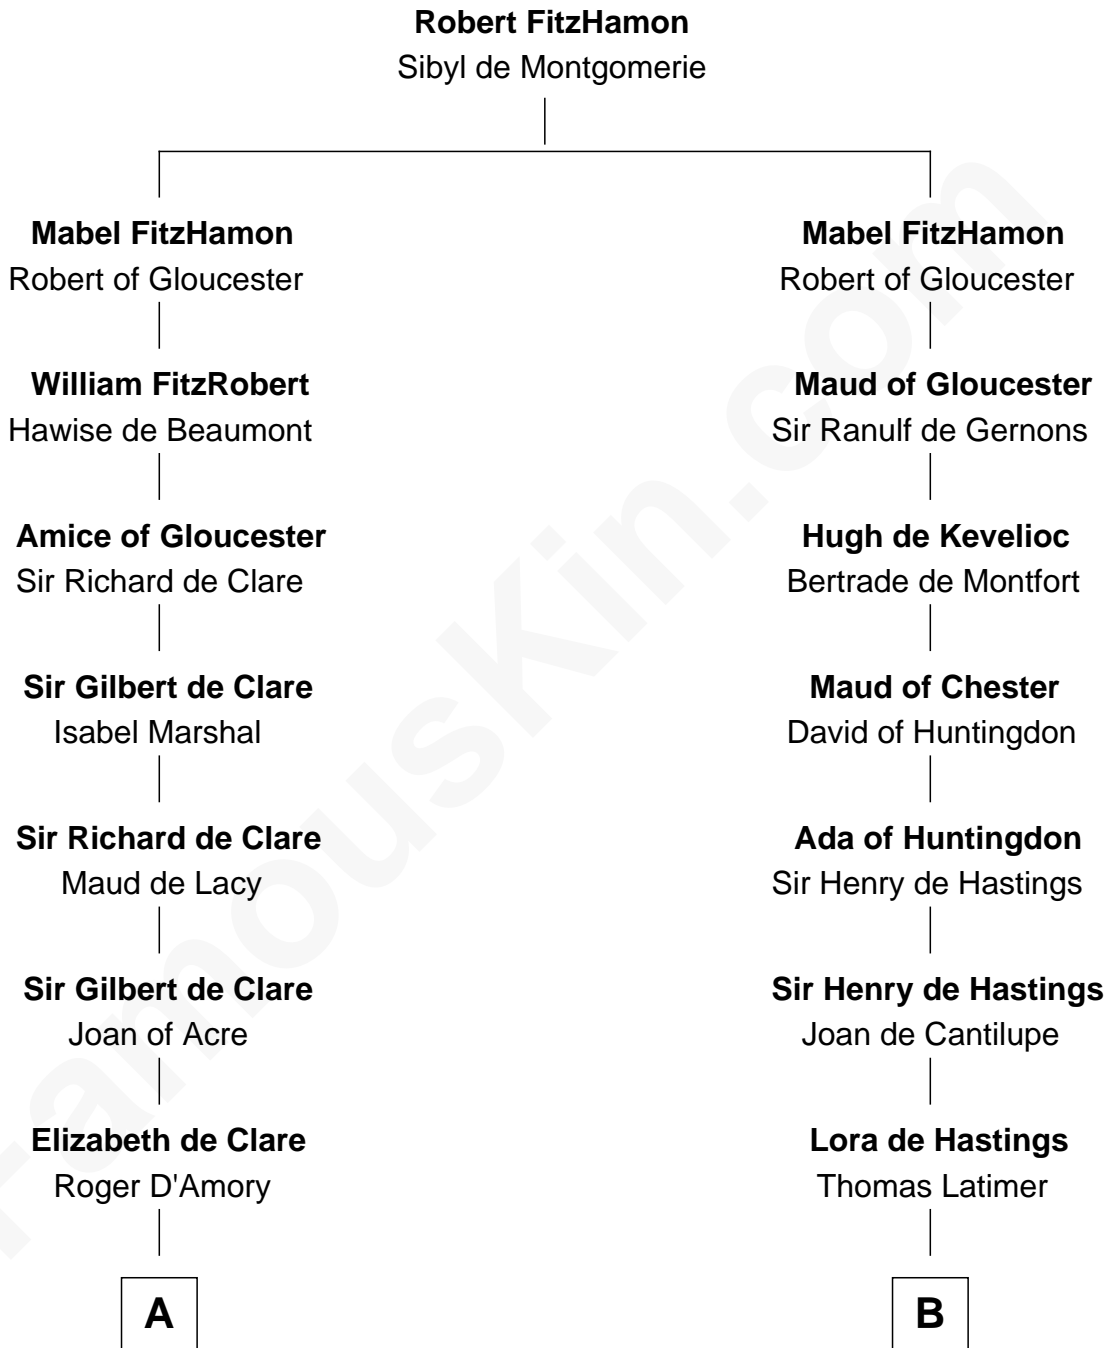 Robert FitzHamon
Sibyl de Montgomerie
Mabel FitzHamon
Robert of Gloucester
William FitzRobert
Hawise de Beaumont
Amice of Gloucester
Sir Richard de Clare
Sir Gilbert de Clare
Isabel Marshal
Sir Richard de Clare
Maud de Lacy
Sir Gilbert de Clare
Joan of Acre
Elizabeth de Clare
Roger D'Amory
A
Mabel FitzHamon
Robert of Gloucester
Maud of Gloucester
Sir Ranulf de Gernons
Hugh de Kevelioc
Bertrade de Montfort
Maud of Chester
David of Huntingdon
Ada of Huntingdon
Sir Henry de Hastings
Sir Henry de Hastings
Joan de Cantilupe
Lora de Hastings
Thomas Latimer
B
FamousKin.com